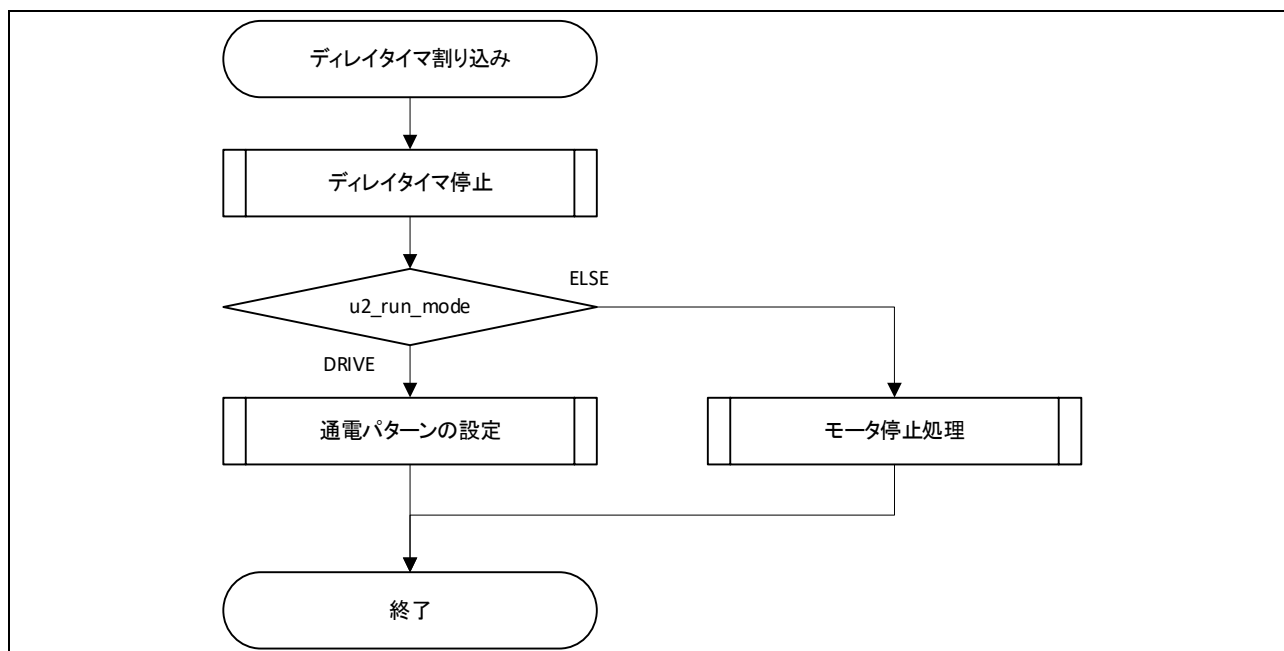 ディレイタイマ割り込み
ディレイタイマ停止
u2_run_mode
ELSE
DRIVE
通電パターンの設定
モータ停止処理
終了